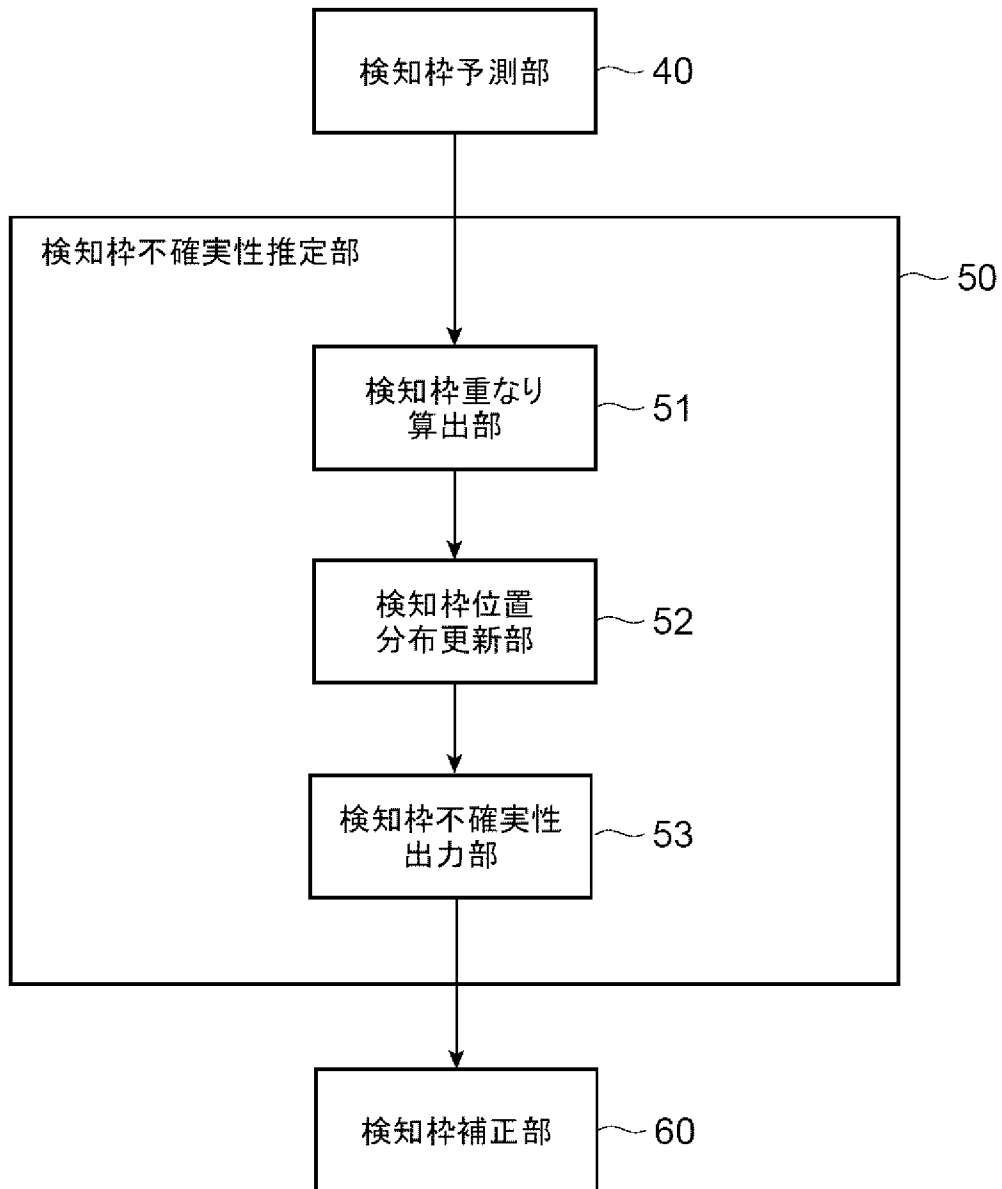 検知枠予測部
40
検知枠不確実性推定部
50
検知枠重なり
算出部
51
検知枠位置
分布更新部
52
検知枠不確実性
出力部
53
検知枠補正部
60